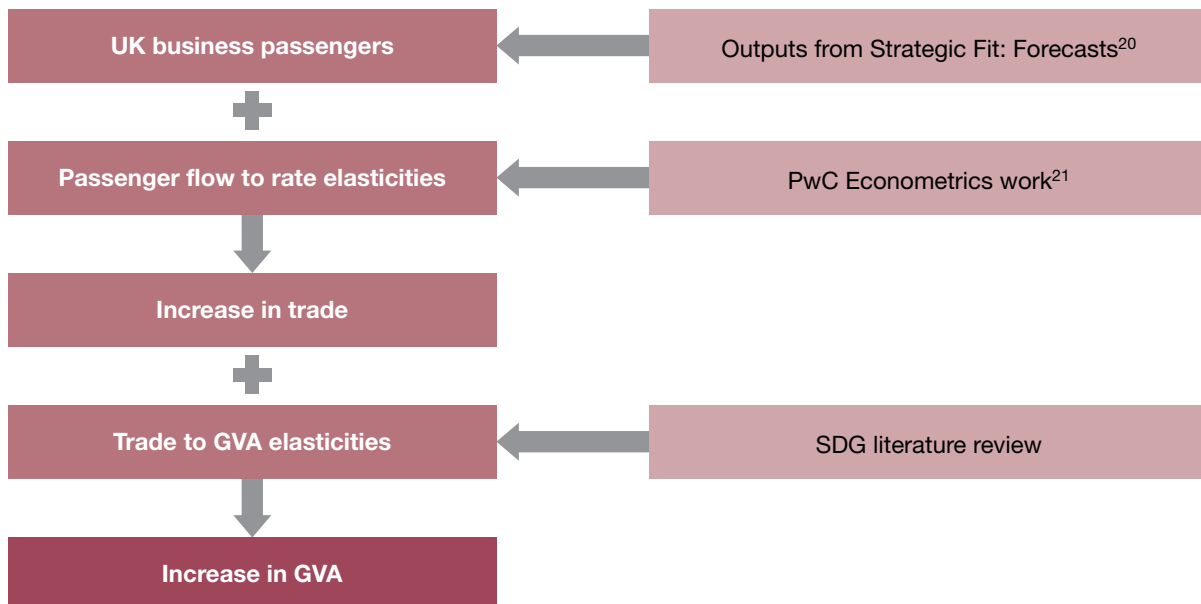 UK business passengers
Outputs from Strategic Fit: Forecasts20
Passenger flow to rate elasticities
PwC Econometrics work21
Increase in trade
Trade to GVA elasticities
SDG literature review
Increase in GVA